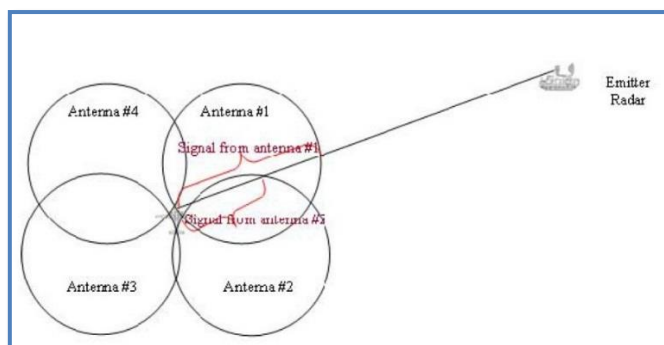 Antenna #4
Antenna #1
Emitter
Radar
Signal from antenna #1
Signal from antenna #2
Antenna #3
Antenna #2